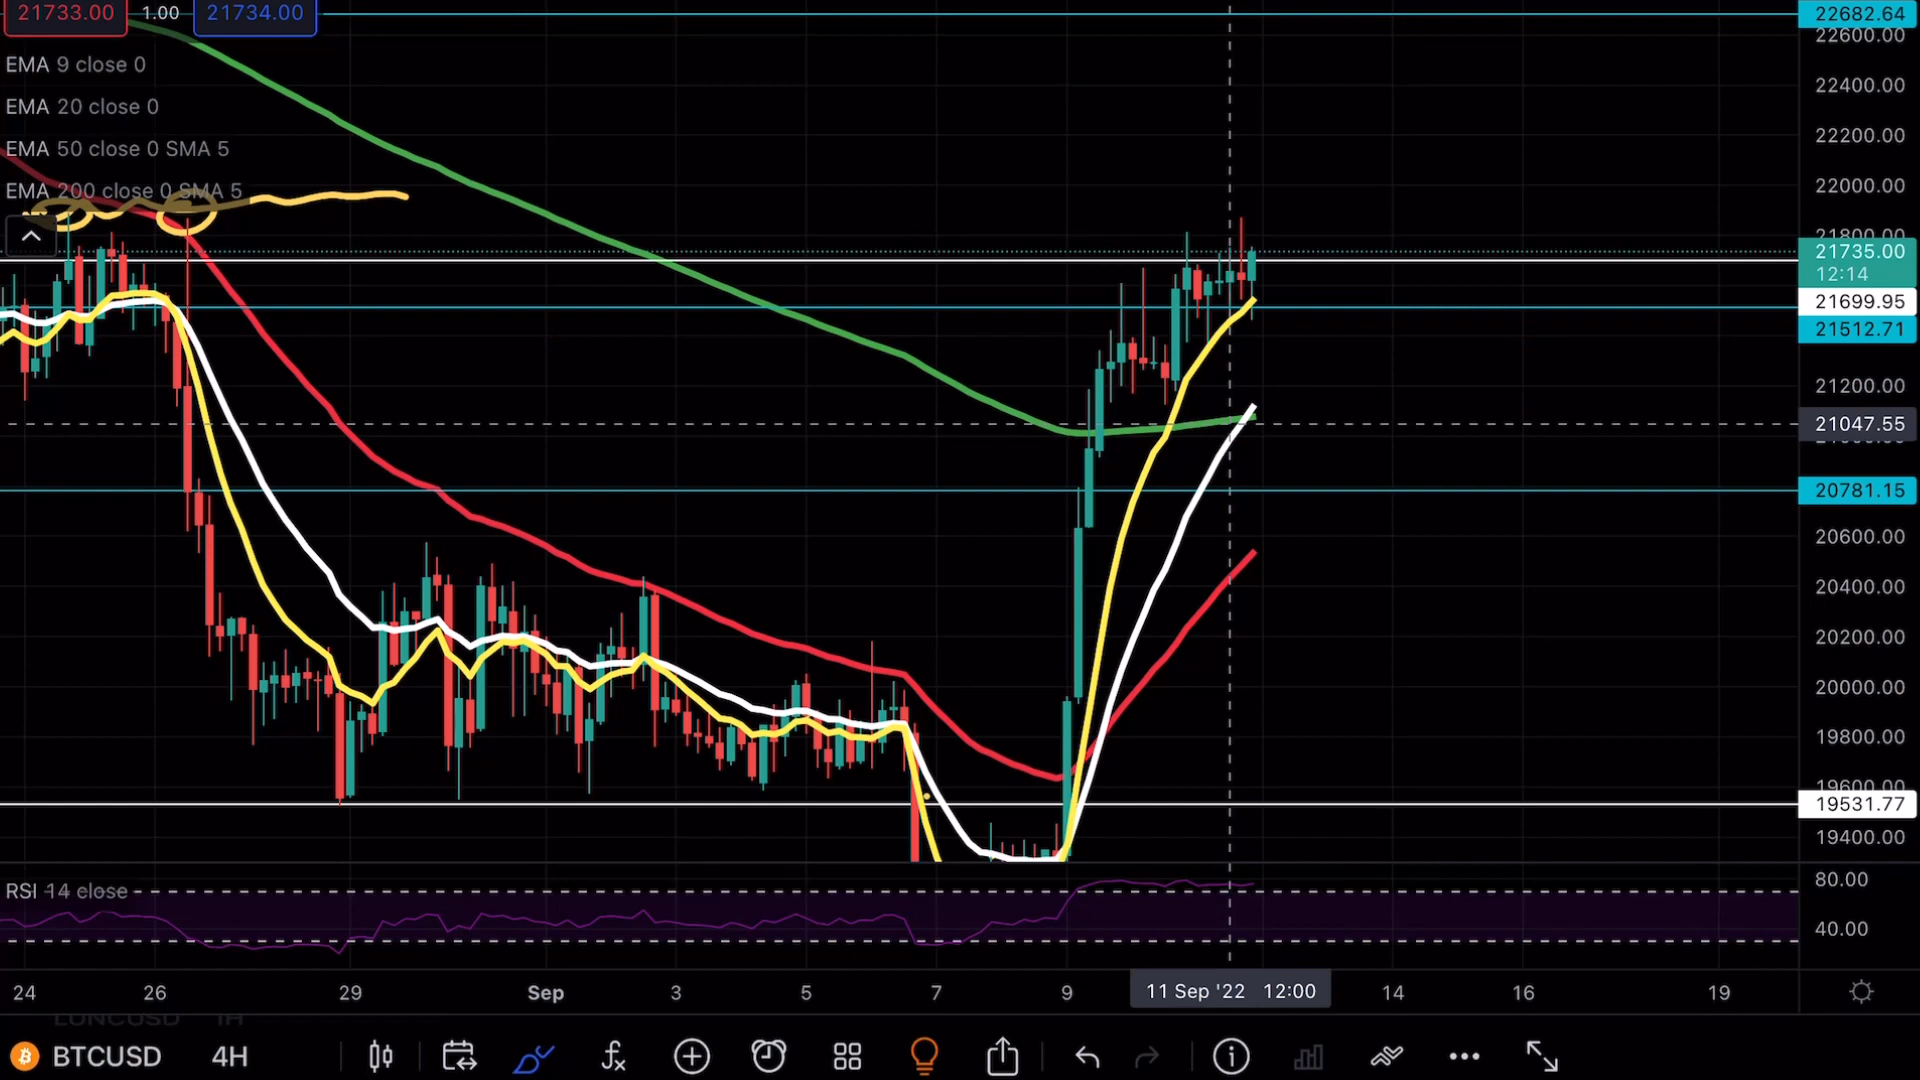 21733.00 1.00 21734.00
EMA 9 close 0
EMA 20 close 0
EMA 50 close 0 SMA 5
EMA 200 close 0 SMA 5
22682.64
22600.00
22400.00
22200.00
22000.00
21800.00
21735.00
12:14
21699.95
21512.71
21200.00
21047.55
20781.15
20600.00
20400.00
20200.00
20000.00
19800.00
19600.00
19531.77
19400.00
RSI 14 close
80.00
40.00
24 26 29 Sep 3 5 7 9 11 Sep '22 12:00 14 16 19
LUNCUSD 1H
BTCUSD 4H